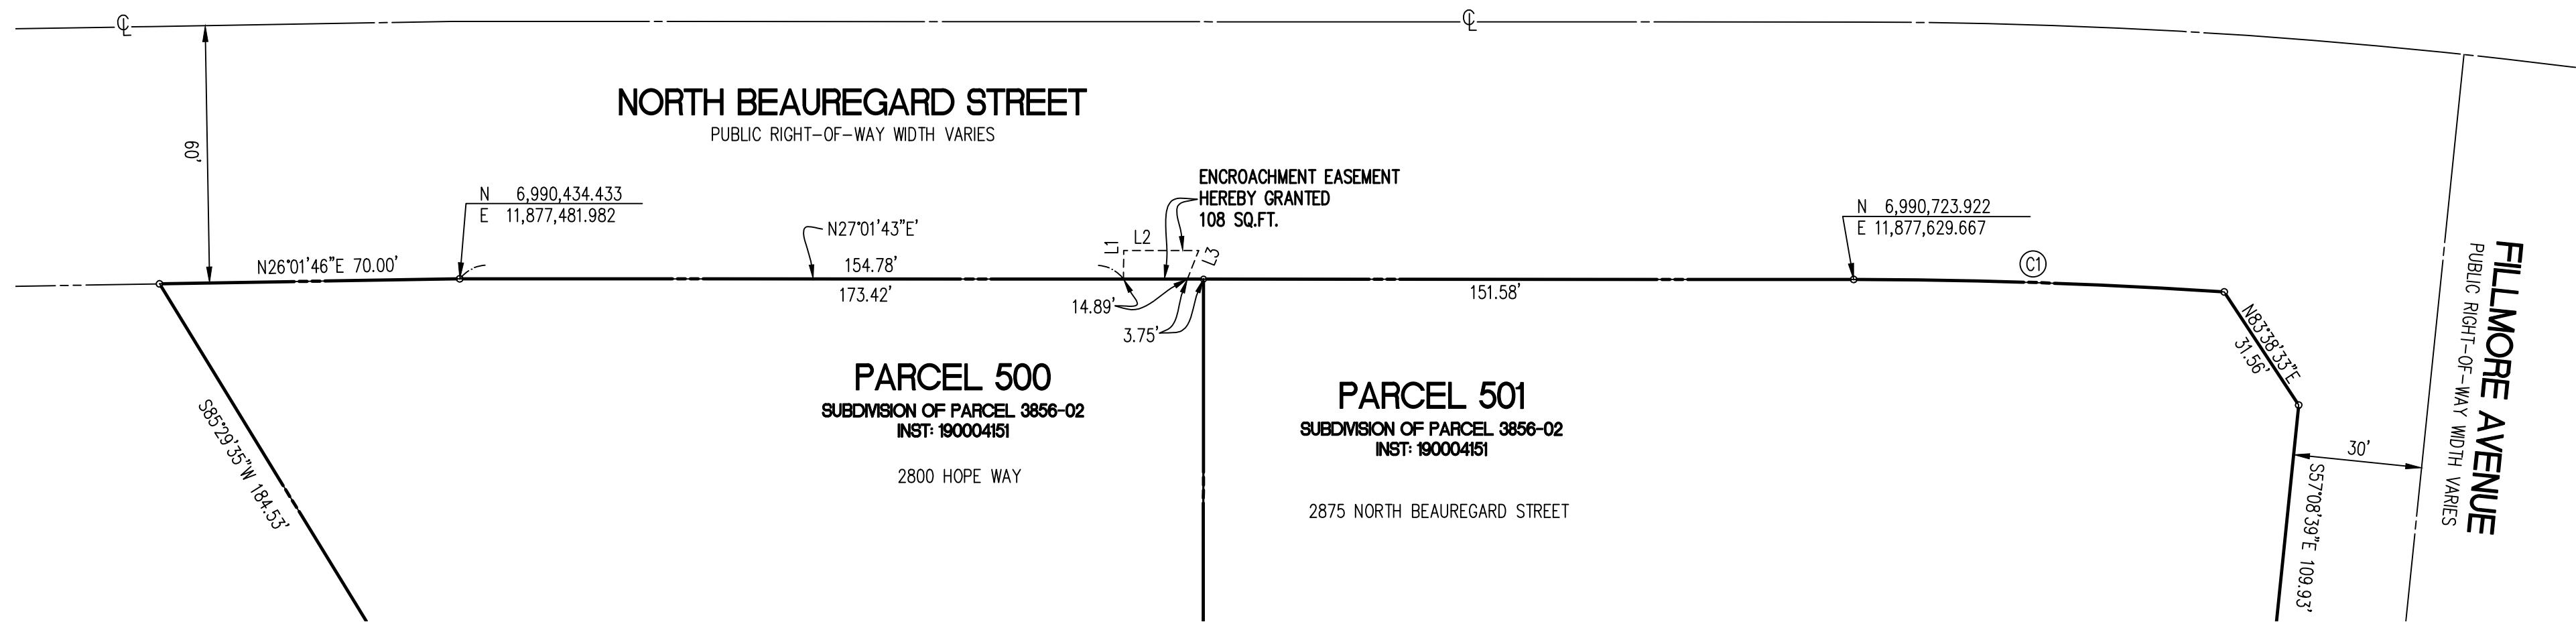 ℄
℄
NORTH BEAUREGARD STREET
PUBLIC RIGHT-OF-WAY WIDTH VARIES
60'
N 6,990,434.433
E 11,877,481.982
ENCROACHMENT EASEMENT
HEREBY GRANTED
108 SQ.FT.
N 6,990,723.922
E 11,877,629.667
N27°01'43"E'
L1
L2
L3
N26°01'46"E 70.00'
154.78'
173.42'
14.89'
3.75'
151.58'
C1
N83°38'33"E
31.56'
PARCEL 500
SUBDIVISION OF PARCEL 3856-02
INST: 190004151
2800 HOPE WAY
PARCEL 501
SUBDIVISION OF PARCEL 3856-02
INST: 190004151
2875 NORTH BEAUREGARD STREET
S85°29'35"W 184.53'
30'
S57°08'39"E 109.93'
FILLMORE AVENUE
PUBLIC RIGHT-OF-WAY WIDTH VARIES